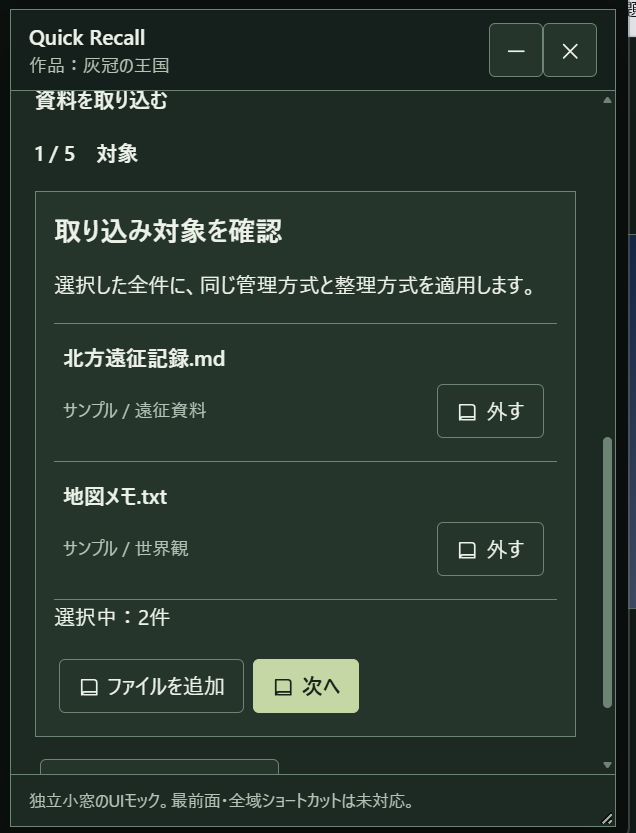 Quick Recall
作品：灰冠の王国
資料を取り込む
1 / 5　対象
取り込み対象を確認
選択した全件に、同じ管理方式と整理方式を適用します。
北方遠征記録.md
サンプル / 遠征資料
外す
地図メモ.txt
サンプル / 世界観
外す
選択中：2件
ファイルを追加
次へ
独立小窓のUIモック。最前面・全域ショートカットは未対応。